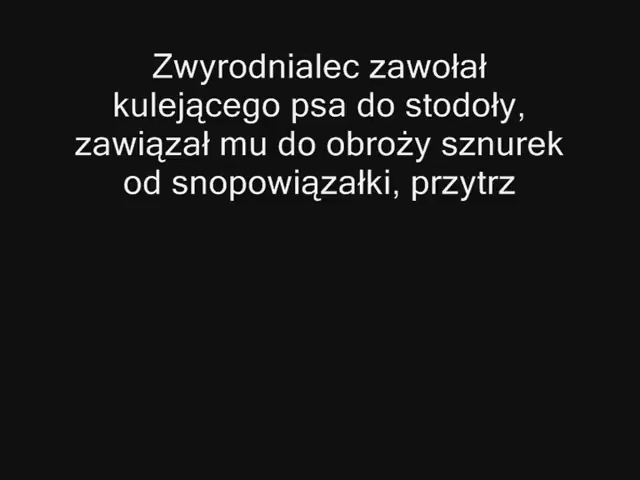 Zwyrodnialec zawołał
kulejącego psa do stodoły,
zawiązał mu do obroży sznurek
od snopowiązałki, przytrz